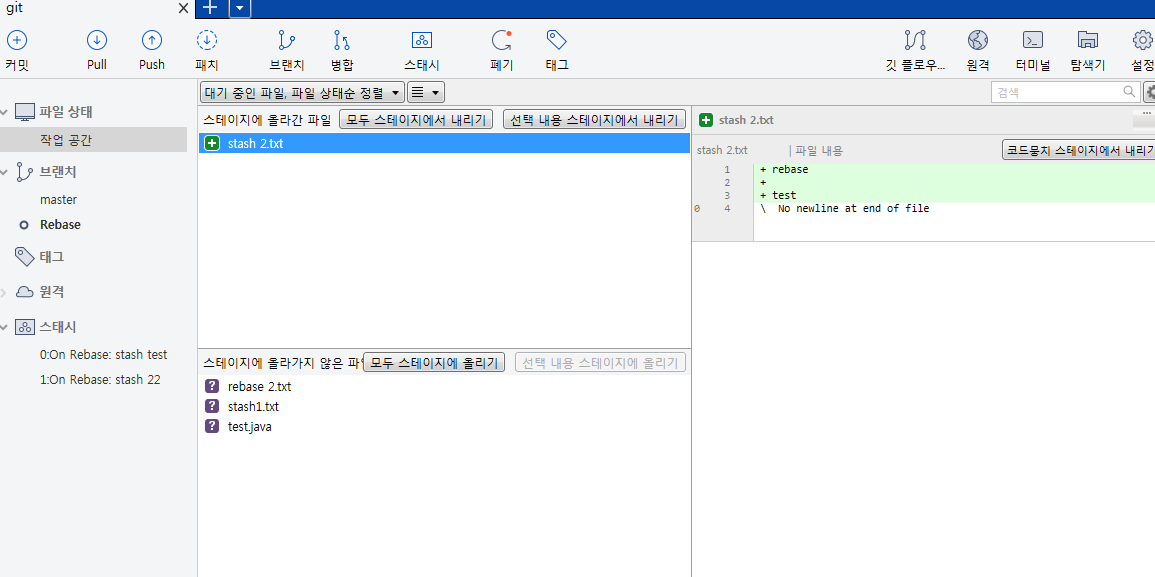 git
커밋
Pull
Push
패치
브랜치
병합
스태시
폐기
태그
깃 플로우...
원격
터미널
탐색기
설정
파일 상태
작업 공간
브랜치
master
Rebase
태그
원격
스태시
0:On Rebase: stash test
1:On Rebase: stash 22
대기 중인 파일, 파일 상태순 정렬
검색
스테이지에 올라간 파일
모두 스테이지에서 내리기
선택 내용 스테이지에서 내리기
stash 2.txt
스테이지에 올라가지 않은 파
모두 스테이지에 올리기
선택 내용 스테이지에 올리기
rebase 2.txt
stash1.txt
test.java
stash 2.txt
stash 2.txt | 파일 내용
코드뭉치 스테이지에서 내리기
1 + rebase
2 +
3 + test
0 4 \ No newline at end of file